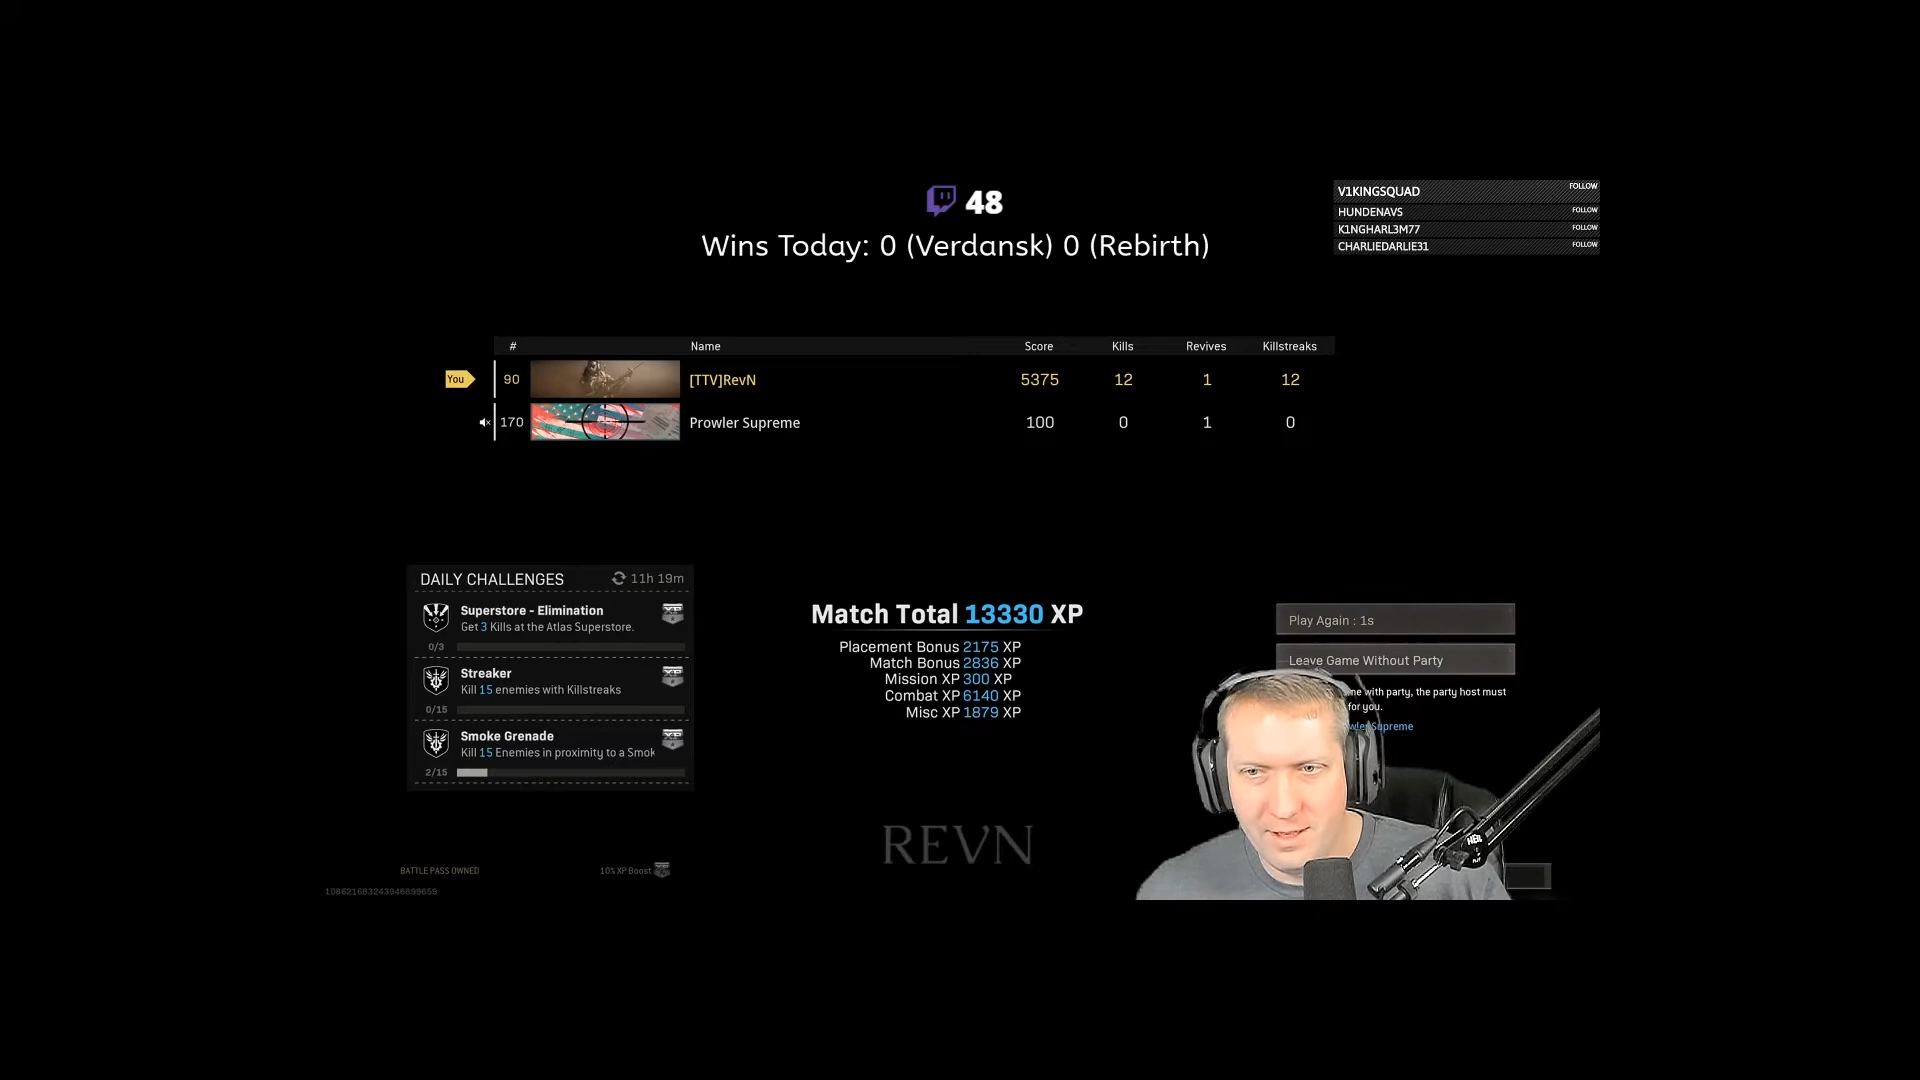 48
Wins Today: 0 (Verdansk) 0 (Rebirth)
V1KINGSQUAD FOLLOW
HUNDENAVS FOLLOW
K1NGHARL3M77 FOLLOW
CHARLIEDARLIE31 FOLLOW
# Name Score Kills Revives Killstreaks
You 90 [TTV]RevN 5375 12 1 12
170 Prowler Supreme 100 0 1 0
DAILY CHALLENGES 11h 19m
Superstore - Elimination XP
Get 3 Kills at the Atlas Superstore.
0/3
Streaker XP
Kill 15 enemies with Killstreaks
0/15
Smoke Grenade XP
Kill 15 Enemies in proximity to a Smok
2/15
Match Total 13330 XP
Placement Bonus 2175 XP
Match Bonus 2836 XP
Mission XP 300 XP
Combat XP 6140 XP
Misc XP 1879 XP
Play Again : 1s
Leave Game Without Party
me with party, the party host must
for you.
wler Supreme
REVN
BATTLE PASS OWNED
10% XP Boost